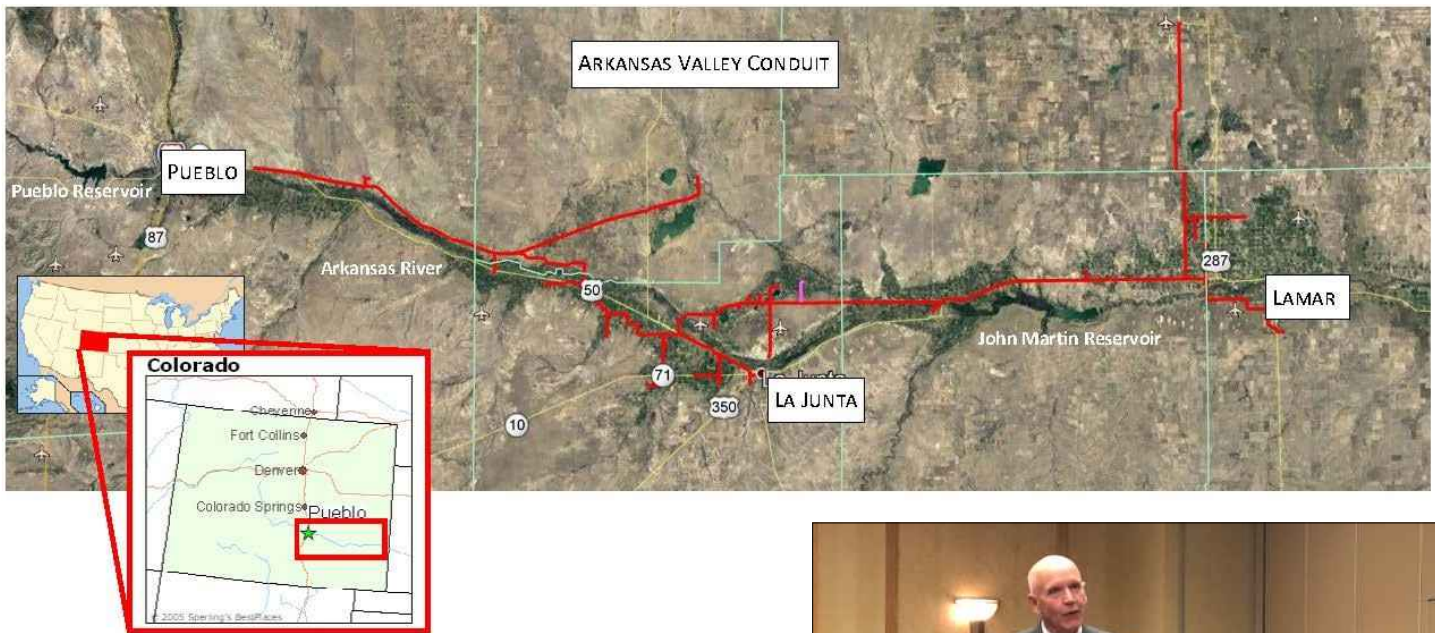 ARKANSAS VALLEY CONDUIT
PUEBLO
Pueblo Reservoir
87
Arkansas River
50
287
LAMAR
John Martin Reservoir
71
LA JUNTA
350
10
Colorado
Cheyenne
Fort Collins
Denver
Colorado Springs
Pueblo
© 2005 Sperling's BestPlaces